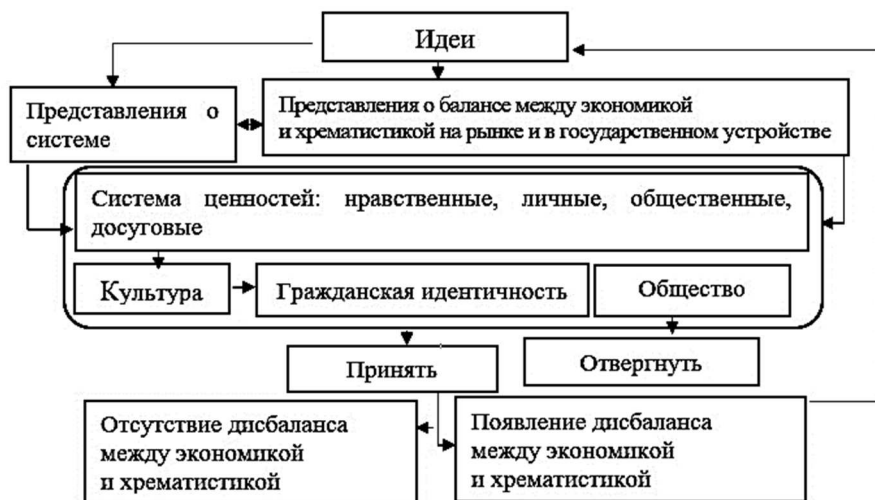 Идеи
Представления о
системе
Представления о балансе между экономикой
и хрематистикой на рынке и в государственном устройстве
Система ценностей: нравственные, личные, общественные,
досуговые
Культура
Гражданская идентичность
Общество
Принять
Отвергнуть
Отсутствие дисбаланса
между экономикой
и хрематистикой
Появление дисбаланса
между экономикой
и хрематистикой